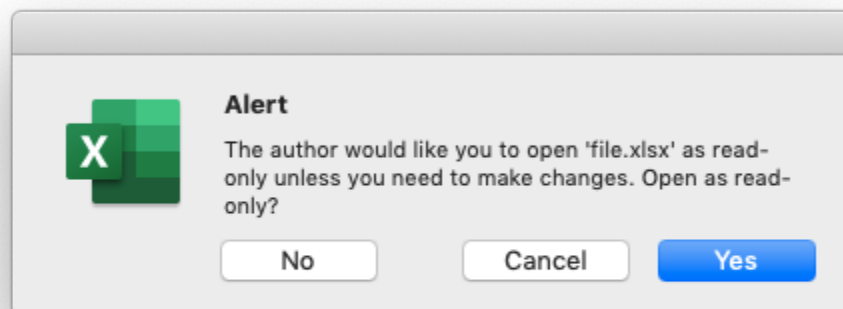 Alert
X
The author would like you to open 'file.xlsx' as read-
only unless you need to make changes. Open as read-
only?
No Cancel Yes